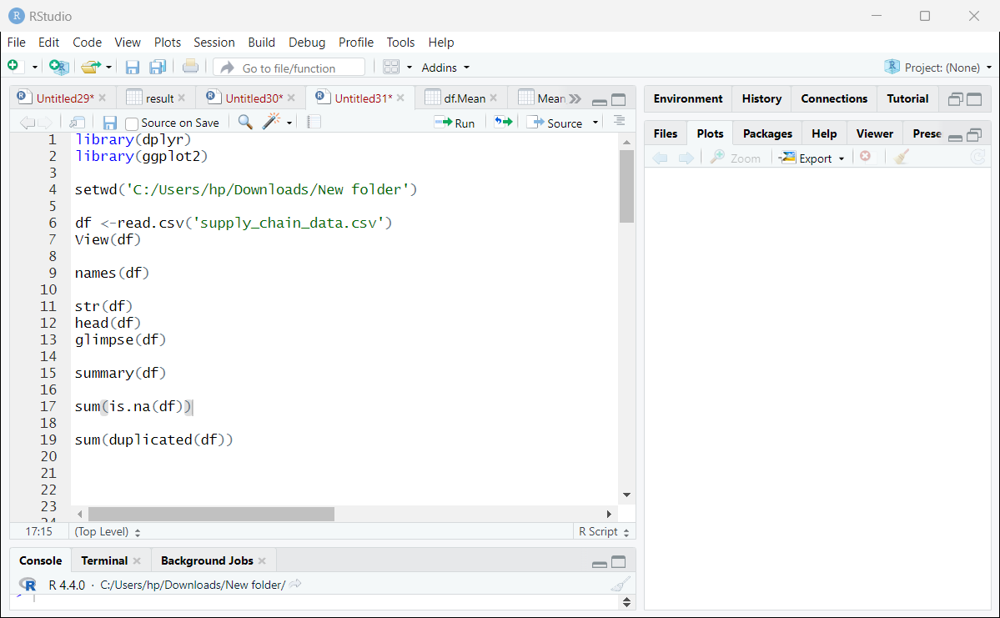 RStudio
File Edit Code View Plots Session Build Debug Profile Tools Help
Go to file/function Addins Project: (None)
Untitled29* result Untitled30* Untitled31* df.Mean Mean
Source on Save Run Source
1 library(dplyr)
2 library(ggplot2)
3
4 setwd('C:/Users/hp/Downloads/New folder')
5
6 df <-read.csv('supply_chain_data.csv')
7 View(df)
8
9 names(df)
10
11 str(df)
12 head(df)
13 glimpse(df)
14
15 summary(df)
16
17 sum(is.na(df))
18
19 sum(duplicated(df))
20
21
22
23
24
17:15 (Top Level) R Script
Console Terminal Background Jobs
R R 4.4.0 · C:/Users/hp/Downloads/New folder/
>
Environment History Connections Tutorial
Files Plots Packages Help Viewer Prese
Zoom Export